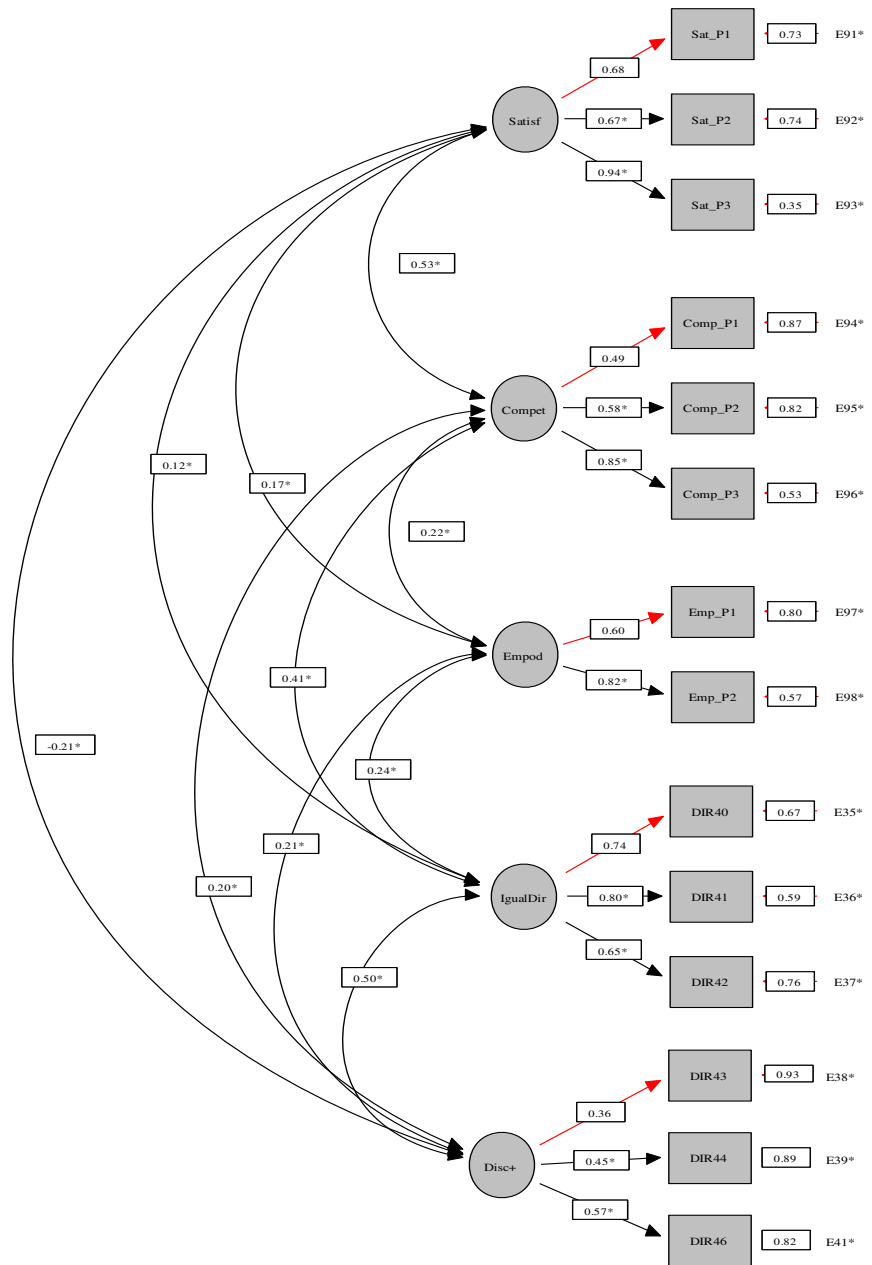 Sat_P1 0.73 E91*
0.68
Satisf 0.67* Sat_P2 0.74 E92*
0.94*
Sat_P3 0.35 E93*
0.53*
Comp_P1 0.87 E94*
0.49
Compet 0.58* Comp_P2 0.82 E95*
0.85*
0.12*
0.17*
Comp_P3 0.53 E96*
0.22*
Emp_P1 0.80 E97*
0.60
Empod
0.41*
0.82*
Emp_P2 0.57 E98*
-0.21*
0.24*
DIR40 0.67 E35*
0.21*
0.74
0.20*
IgualDir 0.80* DIR41 0.59 E36*
0.65*
0.50*
DIR42 0.76 E37*
DIR43 0.93 E38*
0.36
Disc+ 0.45* DIR44 0.89 E39*
0.57*
DIR46 0.82 E41*